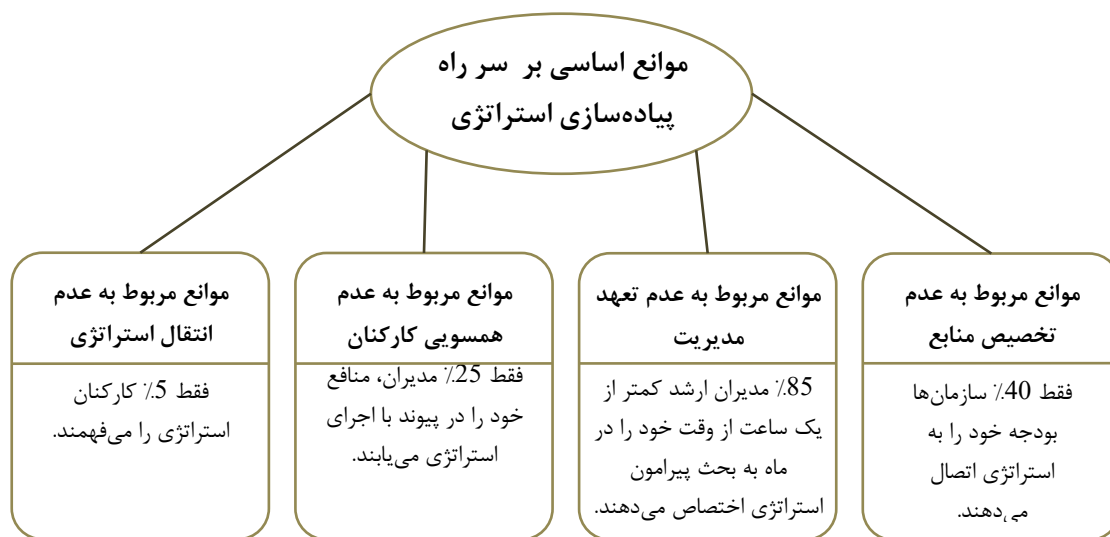 موانع اساسی بر سر راه
پیاده‌سازی استراتژی
موانع مربوط به عدم
تخصیص منابع
فقط 40٪ سازمان‌ها
بودجه خود را به
استراتژی اتصال
می‌دهند.
موانع مربوط به عدم تعهد
مدیریت
85٪ مدیران ارشد کمتر از
یک ساعت از وقت خود را در
ماه به بحث پیرامون
استراتژی اختصاص می‌دهند.
موانع مربوط به عدم
همسویی کارکنان
فقط 25٪ مدیران، منافع
خود را در پیوند با اجرای
استراتژی می‌یابند.
موانع مربوط به عدم
انتقال استراتژی
فقط 5٪ کارکنان
استراتژی را می‌فهمند.